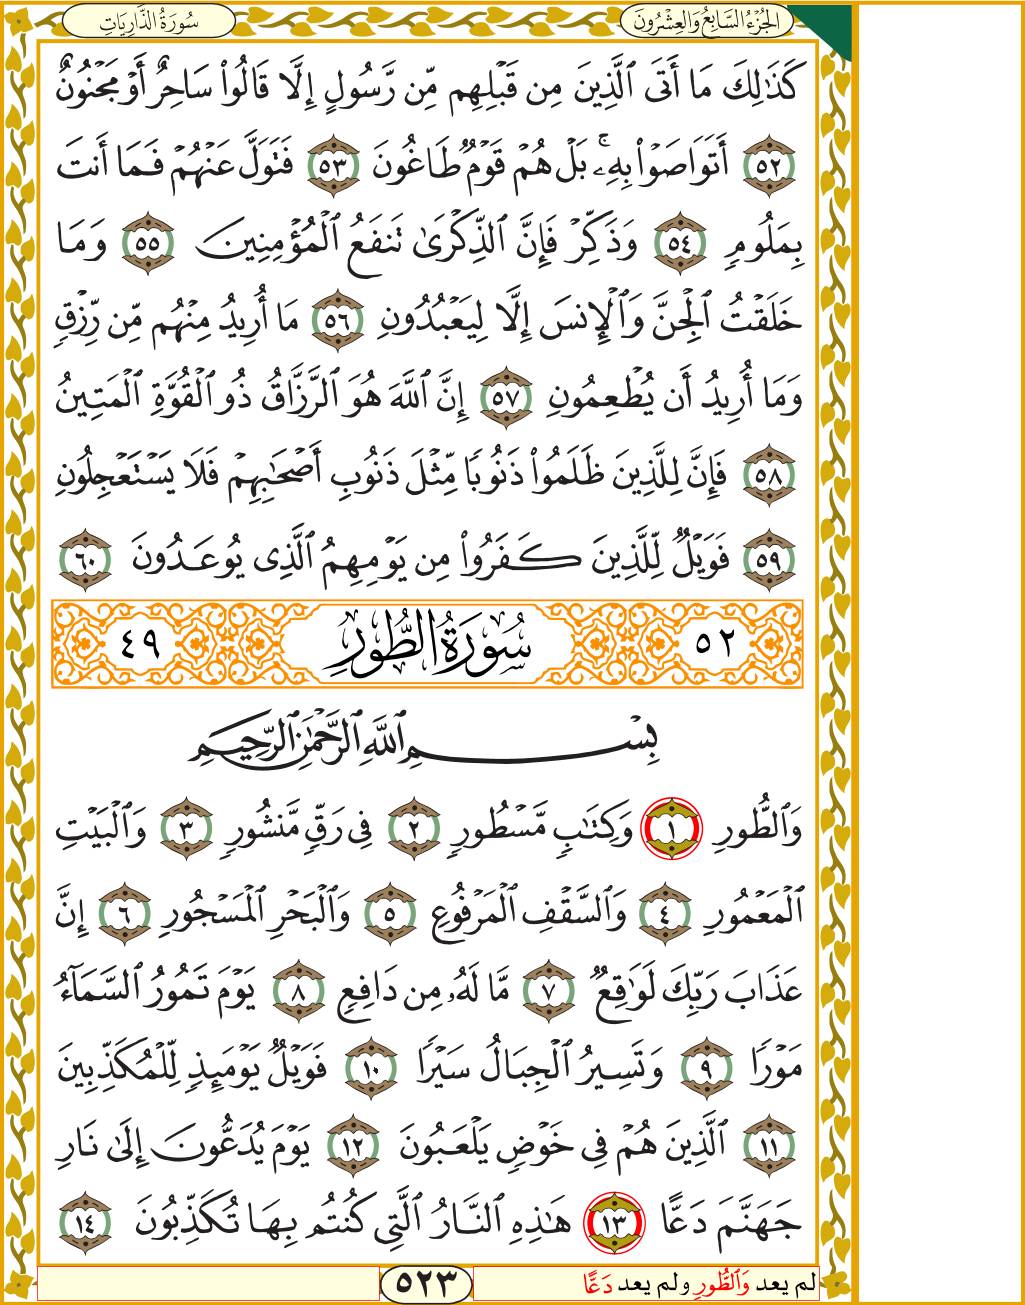 الجُزْءُ السَّابِعُ وَالعِشْرُونَ
سُورَةُ الذَّارِيَاتِ
كَذَٰلِكَ مَا أَتَى ٱلَّذِينَ مِن قَبْلِهِم مِّن رَّسُولٍ إِلَّا قَالُوا۟ سَاحِرٌ أَوْ مَجْنُونٌ
٥٢ أَتَوَاصَوْا۟ بِهِۦۚ بَلْ هُمْ قَوْمٌ طَاغُونَ ٥٣ فَتَوَلَّ عَنْهُمْ فَمَا أَنتَ
بِمَلُومٍ ٥٤ وَذَكِّرْ فَإِنَّ ٱلذِّكْرَىٰ تَنفَعُ ٱلْمُؤْمِنِينَ ٥٥ وَمَا
خَلَقْتُ ٱلْجِنَّ وَٱلْإِنسَ إِلَّا لِيَعْبُدُونِ ٥٦ مَا أُرِيدُ مِنْهُم مِّن رِّزْقٍ
وَمَا أُرِيدُ أَن يُطْعِمُونِ ٥٧ إِنَّ ٱللَّهَ هُوَ ٱلرَّزَّاقُ ذُو ٱلْقُوَّةِ ٱلْمَتِينُ
٥٨ فَإِنَّ لِلَّذِينَ ظَلَمُوا۟ ذَنُوبًا مِّثْلَ ذَنُوبِ أَصْحَٰبِهِمْ فَلَا يَسْتَعْجِلُونِ
٥٩ فَوَيْلٌ لِّلَّذِينَ كَفَرُوا۟ مِن يَوْمِهِمُ ٱلَّذِى يُوعَدُونَ ٦٠
٥٢ سُورَةُ الطُّورِ ٤٩
بِسْمِ ٱللَّهِ ٱلرَّحْمَٰنِ ٱلرَّحِيمِ
وَٱلطُّورِ ١ وَكِتَٰبٍ مَّسْطُورٍ ٢ فِى رَقٍّ مَّنشُورٍ ٣ وَٱلْبَيْتِ
ٱلْمَعْمُورِ ٤ وَٱلسَّقْفِ ٱلْمَرْفُوعِ ٥ وَٱلْبَحْرِ ٱلْمَسْجُورِ ٦ إِنَّ
عَذَابَ رَبِّكَ لَوَٰقِعٌ ٧ مَّا لَهُۥ مِن دَافِعٍ ٨ يَوْمَ تَمُورُ ٱلسَّمَآءُ
مَوْرًا ٩ وَتَسِيرُ ٱلْجِبَالُ سَيْرًا ١٠ فَوَيْلٌ يَوْمَئِذٍ لِّلْمُكَذِّبِينَ
١١ ٱلَّذِينَ هُمْ فِى خَوْضٍ يَلْعَبُونَ ١٢ يَوْمَ يُدَعُّونَ إِلَىٰ نَارِ
جَهَنَّمَ دَعًّا ١٣ هَٰذِهِ ٱلنَّارُ ٱلَّتِى كُنتُم بِهَا تُكَذِّبُونَ ١٤
لم يعد وَٱلطُّورِ ولم يعد دَعًّا
٥٢٣